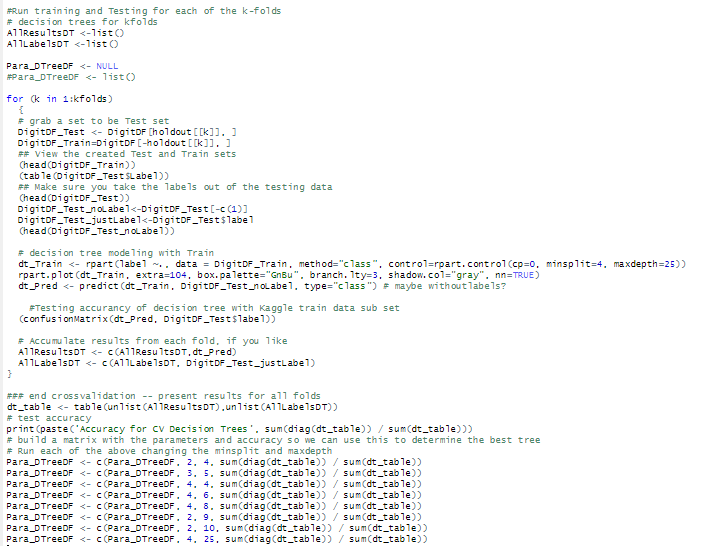 #Run training and Testing for each of the k-folds
# decision trees for kfolds
AllResultsDT <-list()
AllLabelsDT <-list()
Para_DTreeDF <- NULL
#Para_DTreeDF <- list()
for (k in 1:kfolds)
{
# grab a set to be Test set
DigitDF_Test <- DigitDF[holdout[[k]], ]
DigitDF_Train=DigitDF[-holdout[[k]], ]
## View the created Test and Train sets
(head(DigitDF_Train))
(table(DigitDF_Test$Label))
## Make sure you take the labels out of the testing data
(head(DigitDF_Test))
DigitDF_Test_noLabel<-DigitDF_Test[-c(1)]
DigitDF_Test_justLabel<-DigitDF_Test$label
(head(DigitDF_Test_noLabel))
# decision tree modeling with Train
dt_Train <- rpart(label ~., data = DigitDF_Train, method="class", control=rpart.control(cp=0, minsplit=4, maxdepth=25))
rpart.plot(dt_Train, extra=104, box.palette="GnBu", branch.lty=3, shadow.col="gray", nn=TRUE)
dt_Pred <- predict(dt_Train, DigitDF_Test_noLabel, type="class") # maybe withoutlabels?
#Testing accurancy of decision tree with Kaggle train data sub set
(confusionMatrix(dt_Pred, DigitDF_Test$label))
# Accumulate results from each fold, if you like
AllResultsDT <- c(AllResultsDT,dt_Pred)
AllLabelsDT <- c(AllLabelsDT, DigitDF_Test_justLabel)
}
### end crossvalidation -- present results for all folds
dt_table <- table(unlist(AllResultsDT),unlist(AllLabelsDT))
# test accuracy
print(paste('Accuracy for CV Decision Trees', sum(diag(dt_table)) / sum(dt_table)))
# build a matrix with the parameters and accuracy so we can use this to determine the best tree
# Run each of the above changing the minsplit and maxdepth
Para_DTreeDF <- c(Para_DTreeDF, 2, 4, sum(diag(dt_table)) / sum(dt_table))
Para_DTreeDF <- c(Para_DTreeDF, 3, 5, sum(diag(dt_table)) / sum(dt_table))
Para_DTreeDF <- c(Para_DTreeDF, 4, 4, sum(diag(dt_table)) / sum(dt_table))
Para_DTreeDF <- c(Para_DTreeDF, 4, 6, sum(diag(dt_table)) / sum(dt_table))
Para_DTreeDF <- c(Para_DTreeDF, 4, 8, sum(diag(dt_table)) / sum(dt_table))
Para_DTreeDF <- c(Para_DTreeDF, 2, 9, sum(diag(dt_table)) / sum(dt_table))
Para_DTreeDF <- c(Para_DTreeDF, 2, 10, sum(diag(dt_table)) / sum(dt_table))
Para_DTreeDF <- c(Para_DTreeDF, 4, 25, sum(diag(dt_table)) / sum(dt_table))